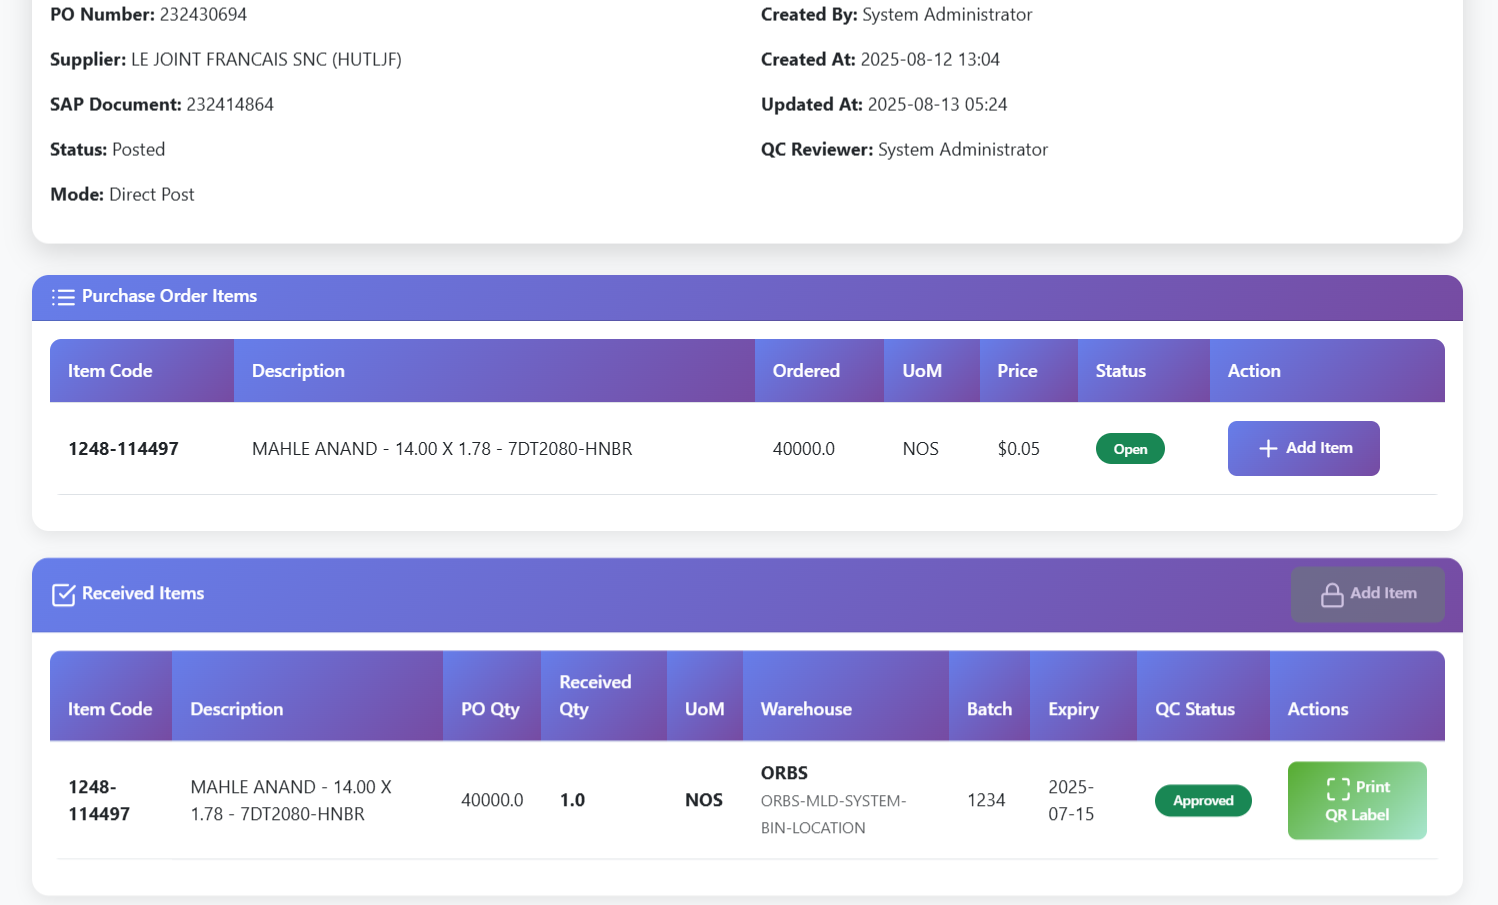 PO Number: 232430694
Supplier: LE JOINT FRANCAIS SNC (HUTLJF)
SAP Document: 232414864
Status: Posted
Mode: Direct Post
Created By: System Administrator
Created At: 2025-08-12 13:04
Updated At: 2025-08-13 05:24
QC Reviewer: System Administrator
Purchase Order Items
Item Code Description Ordered UoM Price Status Action
1248-114497 MAHLE ANAND - 14.00 X 1.78 - 7DT2080-HNBR 40000.0 NOS $0.05 Open Add Item
Received Items
Add Item
Item Code Description PO Qty Received
Qty UoM Warehouse Batch Expiry QC Status Actions
1248-
114497
MAHLE ANAND - 14.00 X
1.78 - 7DT2080-HNBR
40000.0
1.0
NOS
ORBS
ORBS-MLD-SYSTEM-
BIN-LOCATION
1234
2025-
07-15
Approved
Print
QR Label